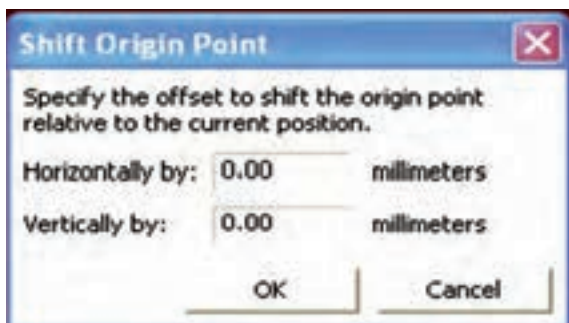 Shift Origin Point
Specify the offset to shift the origin point
relative to the current position.
Horizontally by: 0.00 millimeters
Vertically by: 0.00 millimeters
OK Cancel